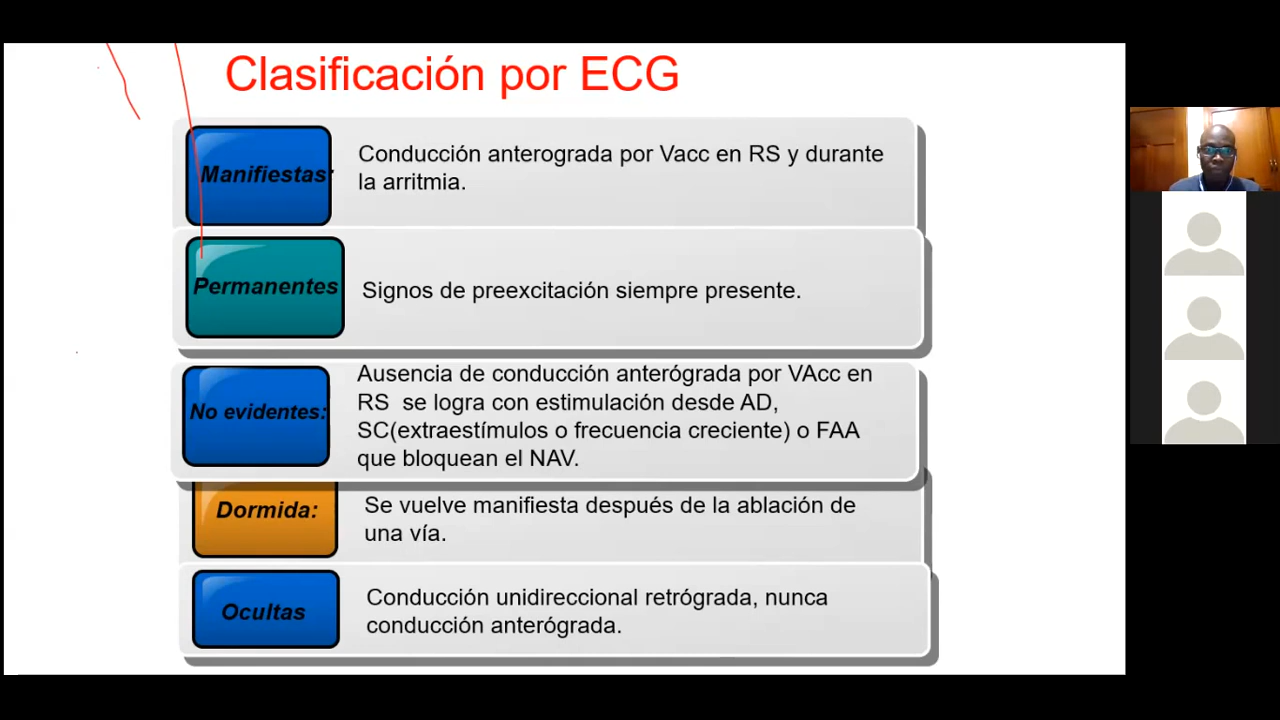 Clasificación por ECG
Manifiestas:
Conducción anterograda por Vacc en RS y durante
la arritmia.
Permanentes
Signos de preexcitación siempre presente.
No evidentes:
Ausencia de conducción anterógrada por VAcc en
RS se logra con estimulación desde AD,
SC(extraestímulos o frecuencia creciente) o FAA
que bloquean el NAV.
Dormida:
Se vuelve manifiesta después de la ablación de
una vía.
Ocultas
Conducción unidireccional retrógrada, nunca
conducción anterógrada.